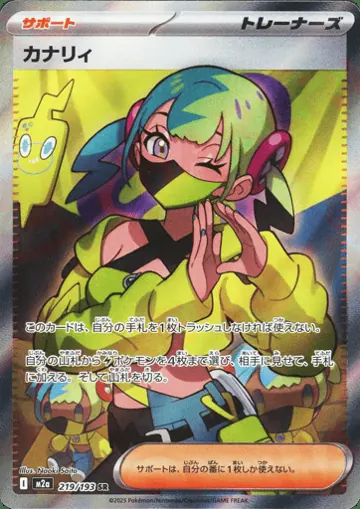 サポート
トレーナーズ
カナリィ
このカードは、自分の手札を1枚トラッシュしなければ使えない。
自分の山札からポケモンを4枚まで選び、相手に見せて、手札
に加える。そして山札を切る。
Illus. Naoki Saito
サポートは、自分の番に1枚しか使えない。
I M2a 219/193 SR
©2025 Pokémon/Nintendo/Creatures/GAME FREAK